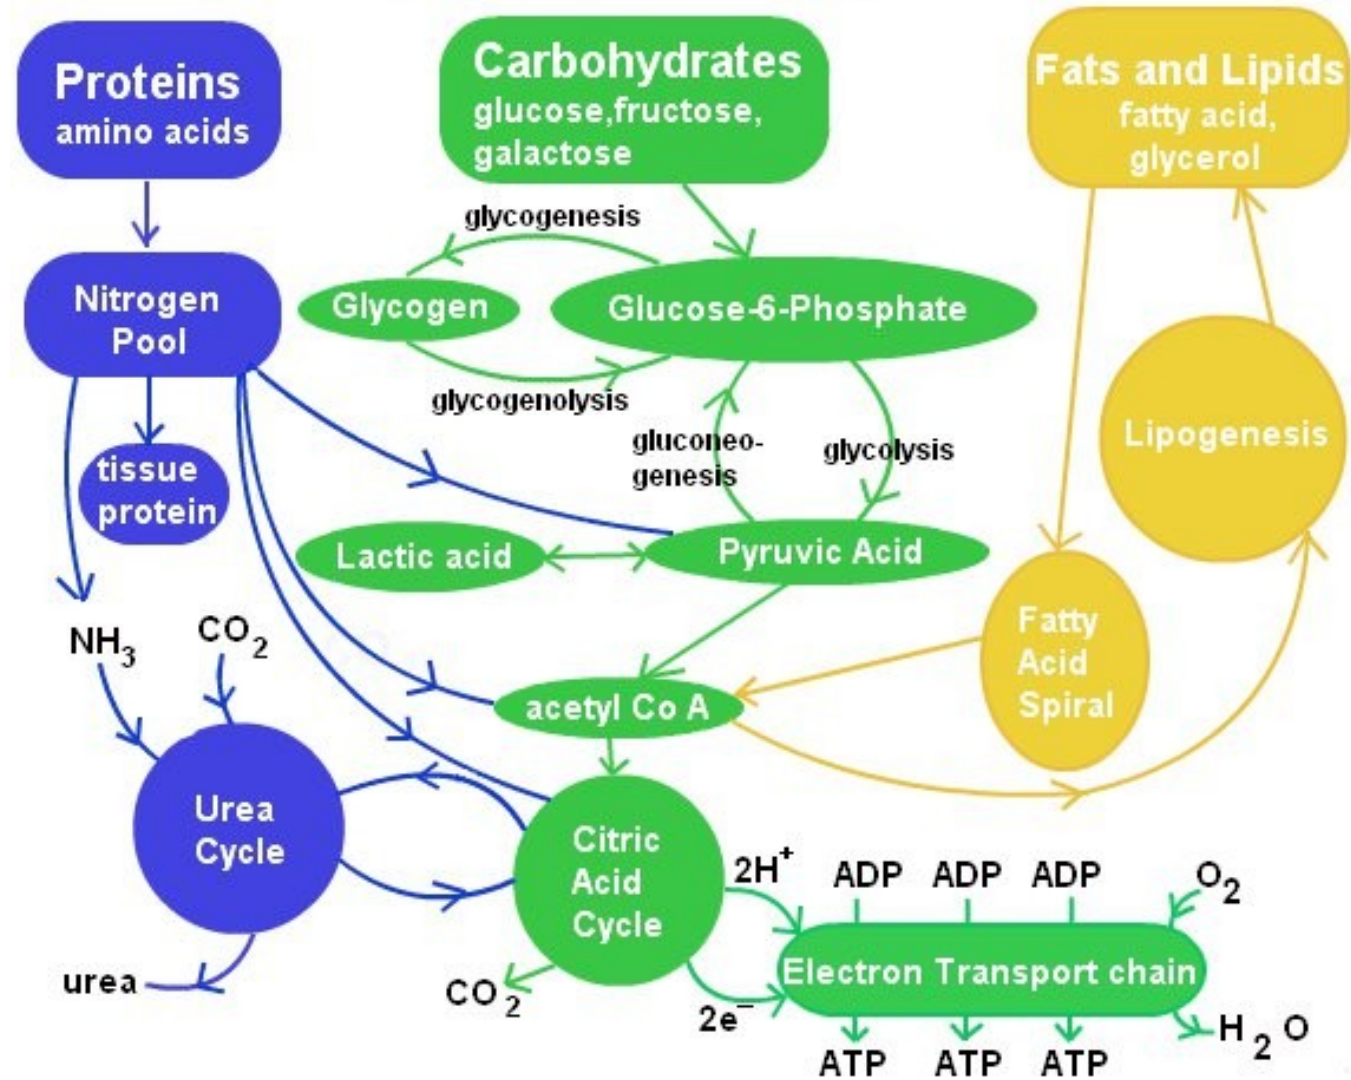 Proteins
amino acids
Carbohydrates
glucose,fructose,
galactose
Fats and Lipids
fatty acid,
glycerol
glycogenesis
Nitrogen
Pool
Glycogen
Glucose-6-Phosphate
glycogenolysis
gluconeo-
genesis
glycolysis
Lipogenesis
tissue
protein
Lactic acid
Pyruvic Acid
NH3
CO2
Fatty
Acid
Spiral
acetyl Co A
Urea
Cycle
Citric
Acid
Cycle
2H+
ADP ADP ADP
O2
Electron Transport chain
urea
CO2
2e−
H2O
ATP ATP ATP